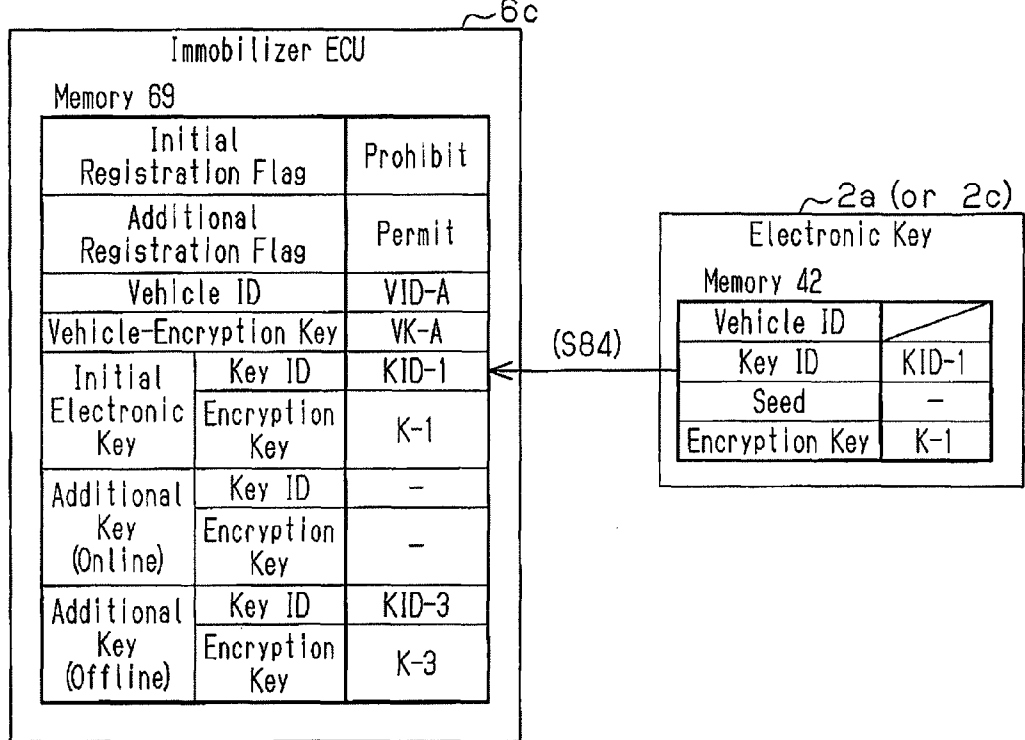 6c
Immobilizer ECU
Memory 69
Initial
Registration Flag
Prohibit
Additional
Registration Flag
Permit
Vehicle ID
VID-A
Vehicle-Encryption Key
VK-A
Initial
Electronic
Key
Key ID
KID-1
Encryption
Key
K-1
Additional
Key
(Online)
Key ID
-
Encryption
Key
-
Additional
Key
(Offline)
Key ID
KID-3
Encryption
Key
K-3
(S84)
2a (or 2c)
Electronic Key
Memory 42
Vehicle ID
Key ID
KID-1
Seed
-
Encryption Key
K-1